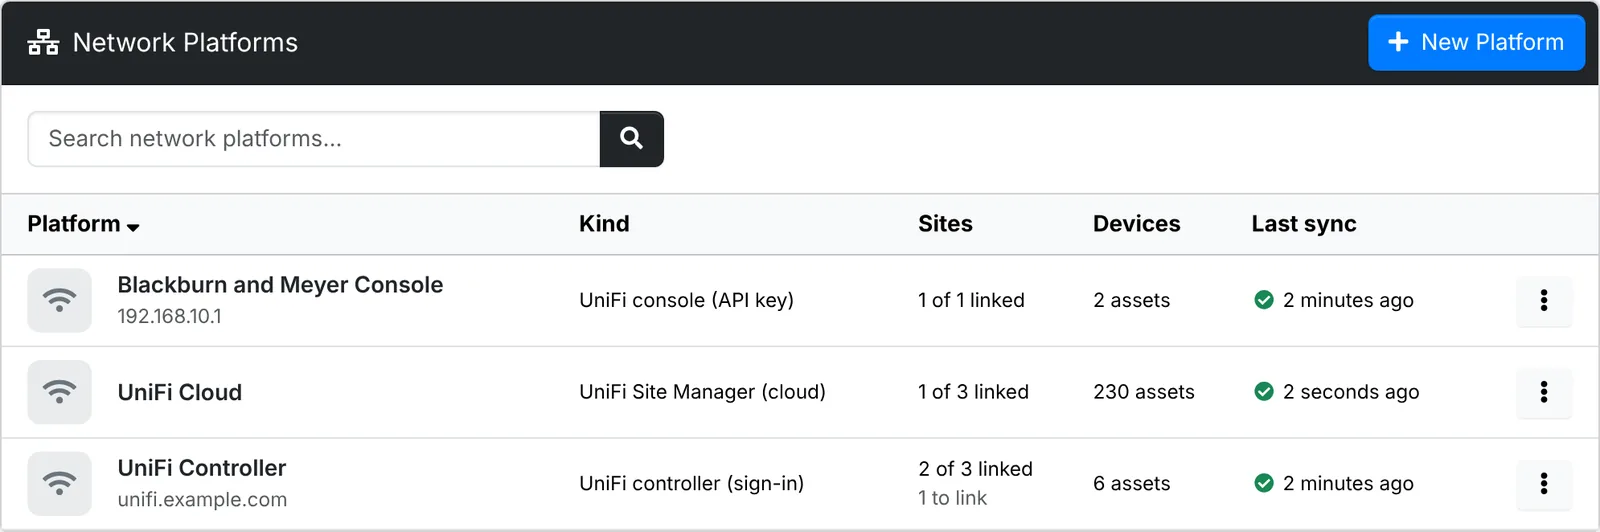 Network Platforms
New Platform
Search network platforms...
Platform Kind Sites Devices Last sync
Blackburn and Meyer Console
192.168.10.1
UniFi console (API key) 1 of 1 linked 2 assets 2 minutes ago
UniFi Cloud UniFi Site Manager (cloud) 1 of 3 linked 230 assets 2 seconds ago
UniFi Controller
unifi.example.com
UniFi controller (sign-in)
2 of 3 linked
1 to link
6 assets 2 minutes ago